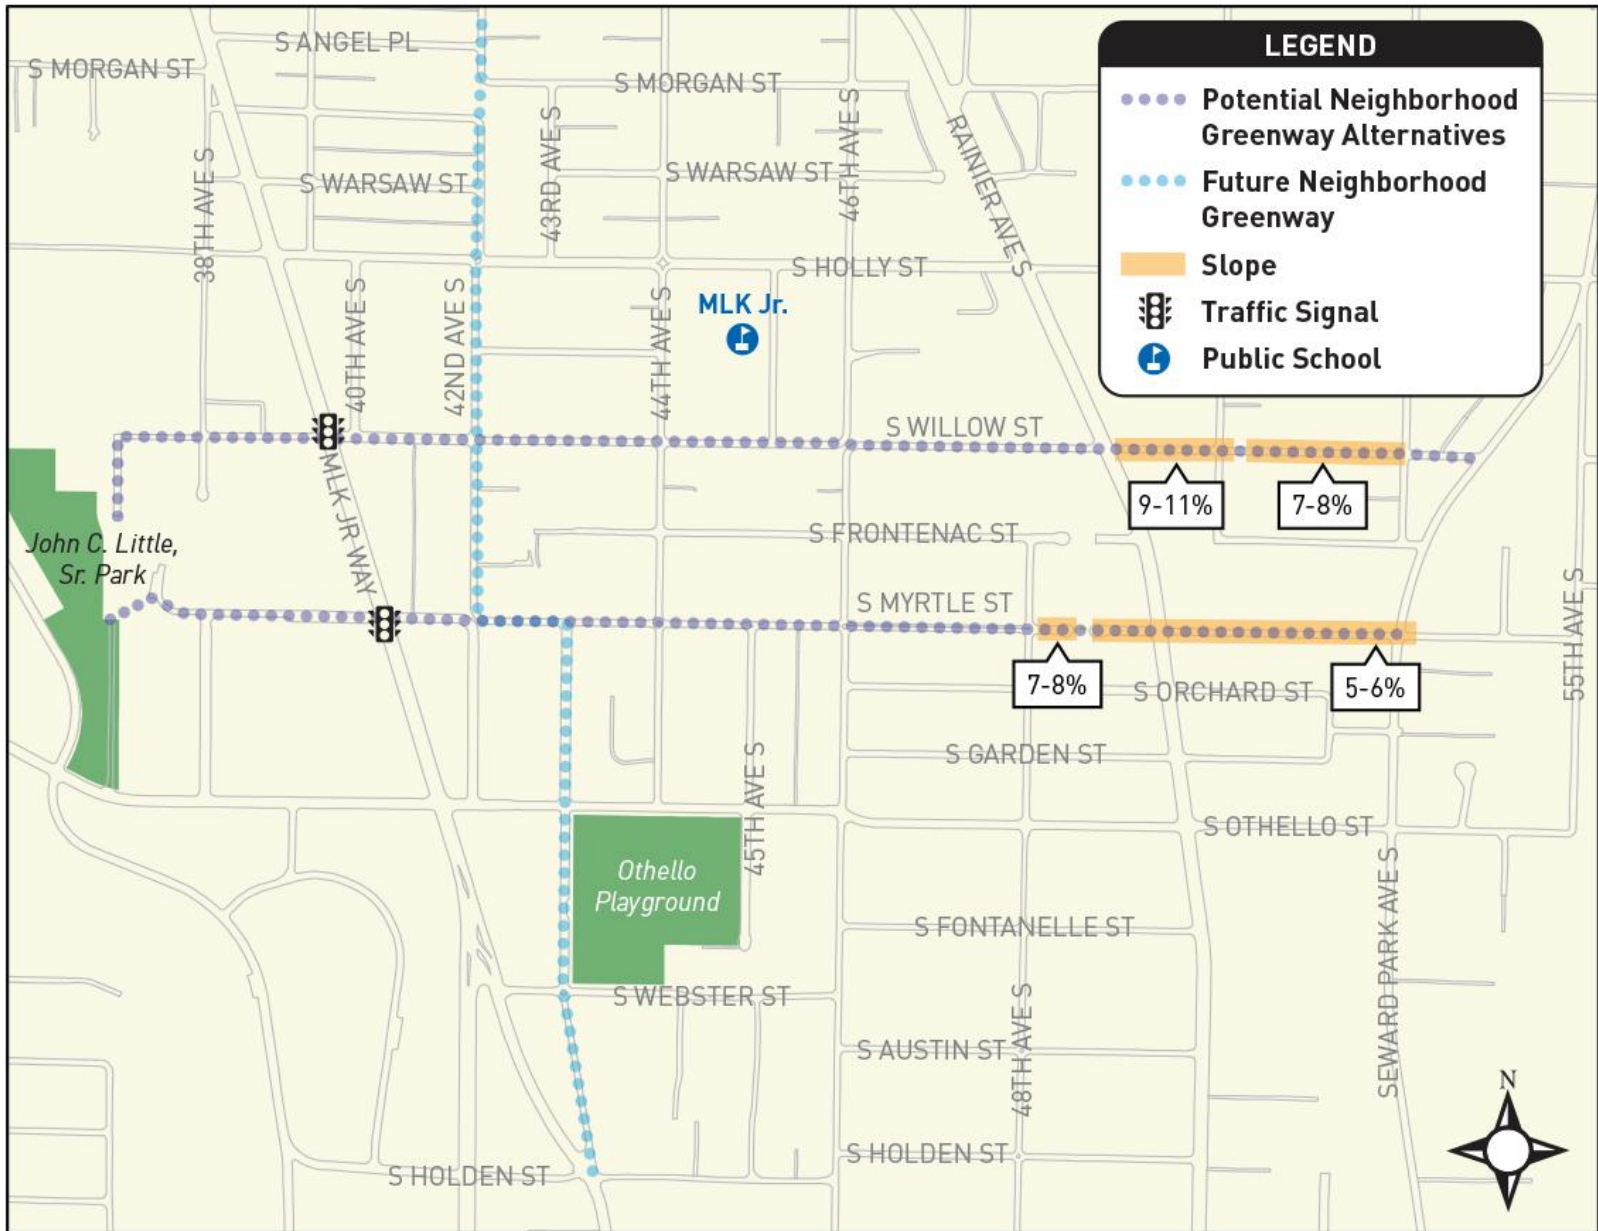 S ANGEL PL
S MORGAN ST
S MORGAN ST
38TH AVE S
43RD AVE S
46TH AVE S
RAINIER AVE S
S WARSAW ST
S WARSAW ST
S HOLLY ST
40TH AVE S
42ND AVE S
44TH AVE S
MLK Jr.
LEGEND
Potential Neighborhood
Greenway Alternatives
Future Neighborhood
Greenway
Slope
Traffic Signal
Public School
S WILLOW ST
9-11%
7-8%
MLK JR WAY
S FRONTENAC ST
John C. Little,
Sr. Park
S MYRTLE ST
55TH AVE S
7-8%
S ORCHARD ST
5-6%
S GARDEN ST
45TH AVE S
S OTHELLO ST
Othello
Playground
S FONTANELLE ST
SEWARD PARK AVE S
S WEBSTER ST
48TH AVE S
S AUSTIN ST
S HOLDEN ST
S HOLDEN ST
N